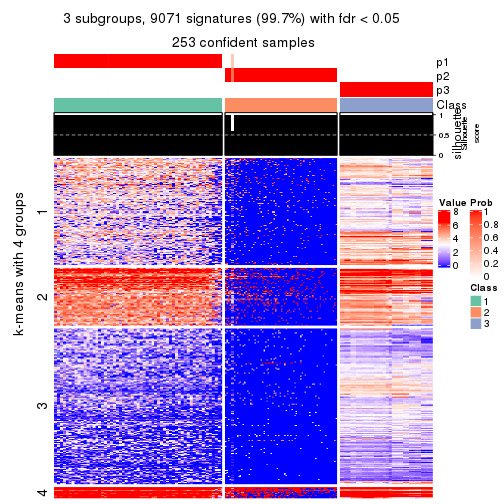 3 subgroups, 9071 signatures (99.7%) with fdr < 0.05
253 confident samples
p1
p2
p3
Class
1
0.5
0
silhouette
Silhouette
score
k-means with 4 groups
1
2
3
4
Value
8
6
4
2
0
Prob
1
0.8
0.6
0.4
0.2
0
Class
1
2
3